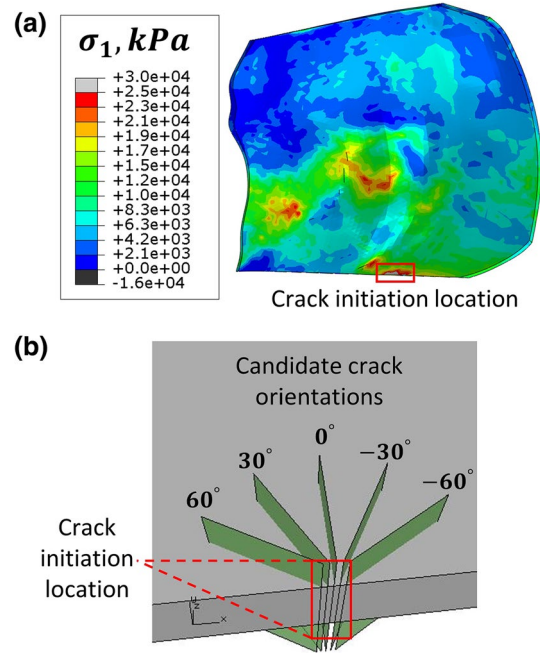 (a)
σ₁, kPa
+3.0e+04
+2.5e+04
+2.3e+04
+2.1e+04
+1.9e+04
+1.7e+04
+1.5e+04
+1.2e+04
+1.0e+04
+8.3e+03
+6.3e+03
+4.2e+03
+2.1e+03
+0.0e+00
-1.6e+04
Crack initiation location
(b)
Candidate crack
orientations
0°
30°
−30°
60°
−60°
Crack
initiation
location
z
x